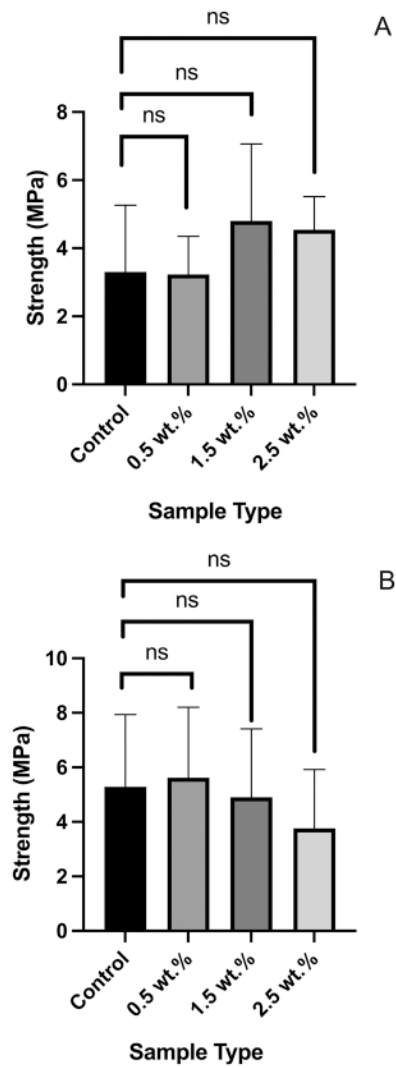 A
ns
ns
ns
8
6
4
2
0
Strength (MPa)
Control
0.5 wt.%
1.5 wt.%
2.5 wt.%
Sample Type
B
ns
ns
ns
10
8
6
4
2
0
Strength (MPa)
Control
0.5 wt.%
1.5 wt.%
2.5 wt.%
Sample Type